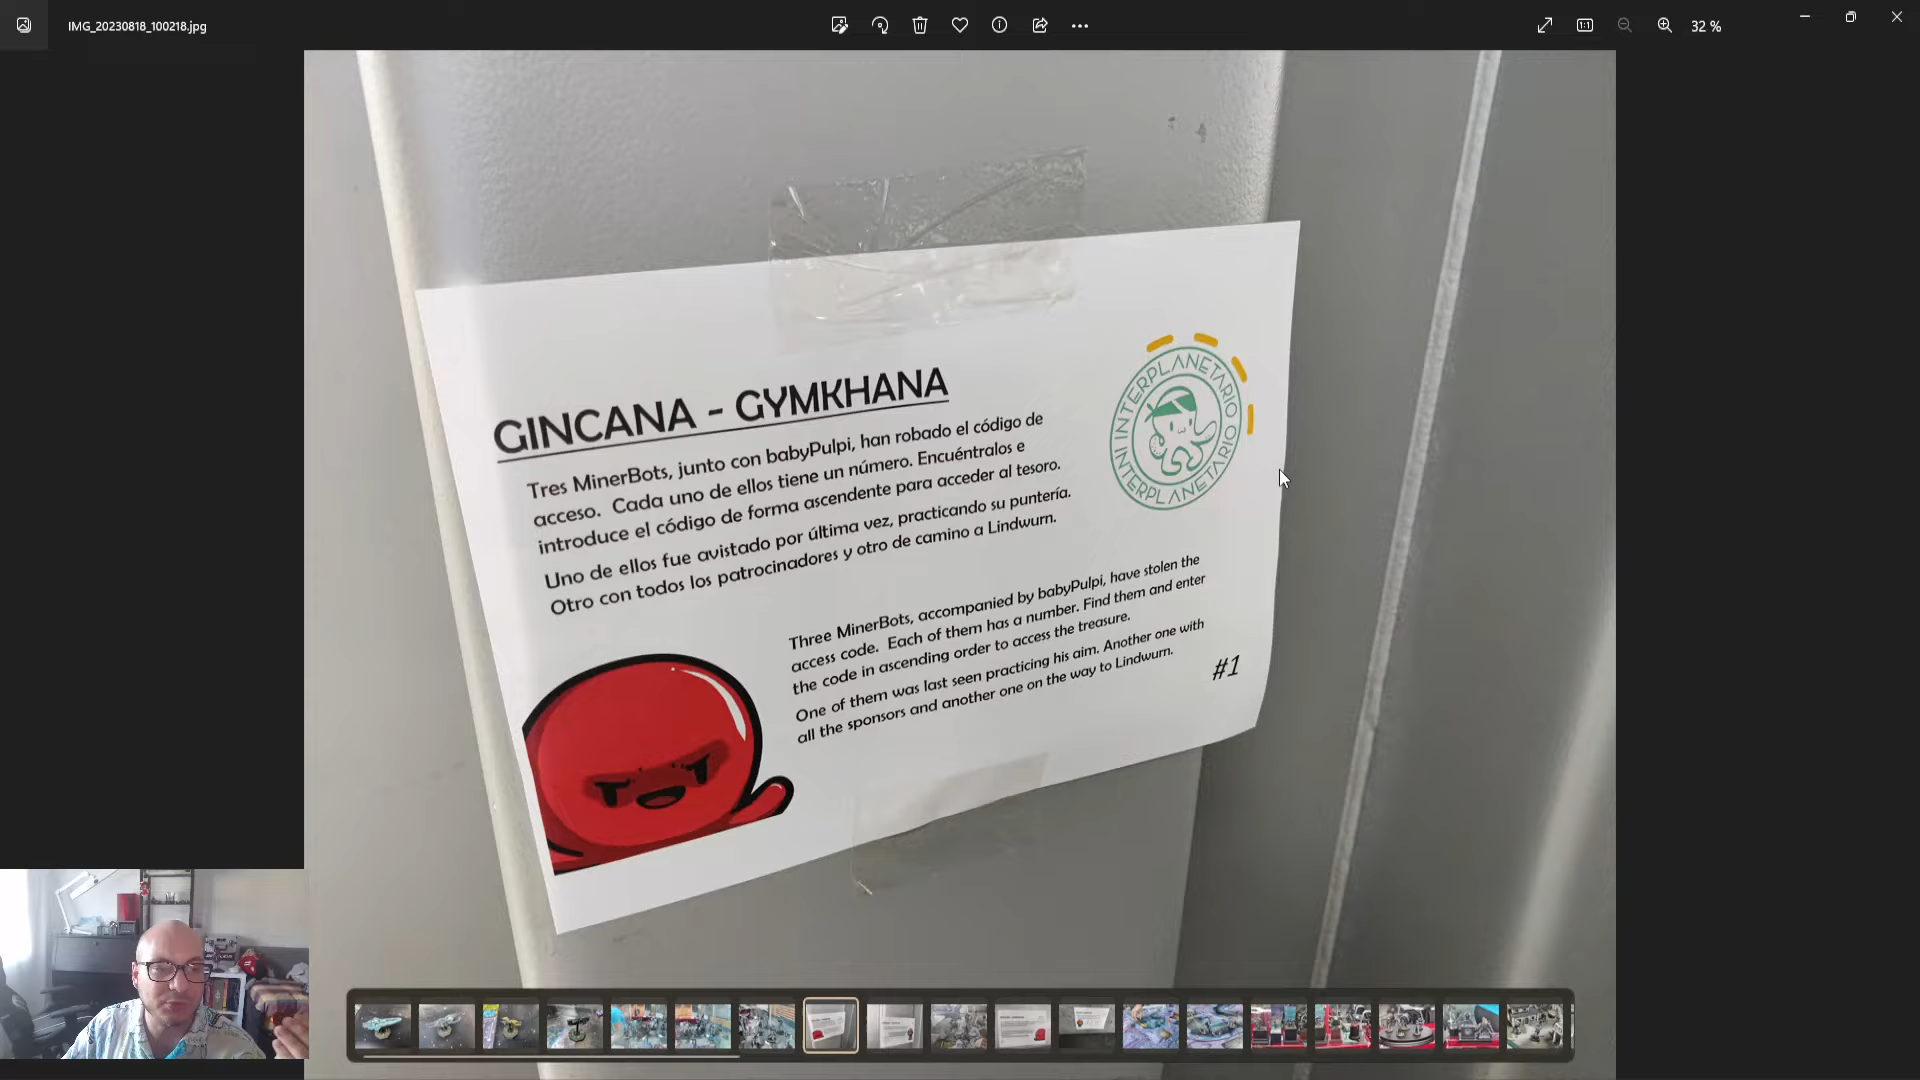 IMG_20230818_100218.jpg
32 %
GINCANA - GYMKHANA
Tres MinerBots, junto con babyPulpi, han robado el código de
acceso. Cada uno de ellos tiene un número. Encuéntralos e
introduce el código de forma ascendente para acceder al tesoro.
Uno de ellos fue avistado por última vez, practicando su puntería.
Otro con todos los patrocinadores y otro de camino a Lindwurn.
INTERPLANETARIO
INTERPLANETARIO
Three MinerBots, accompanied by babyPulpi, have stolen the
access code. Each of them has a number. Find them and enter
the code in ascending order to access the treasure.
One of them was last seen practicing his aim. Another one with
all the sponsors and another one on the way to Lindwurn.
#1